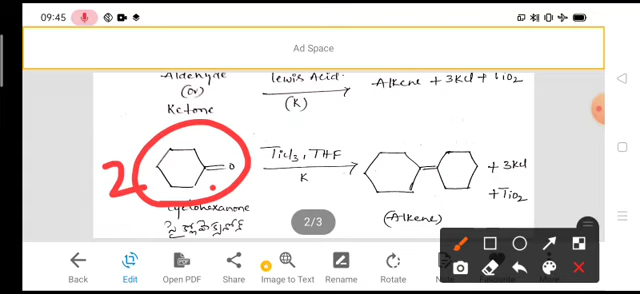 09:45
Ad Space
Aldehyde Lewis Acid. Alkene + 3Kcl + TiO2
(Or) (K)
Ketone
2 O Ticl3, THF + 3Kcl
K + TiO2
cyclohexanone (Alkene)
2/3
Back Edit Open PDF Share Image to Text Rename Rotate